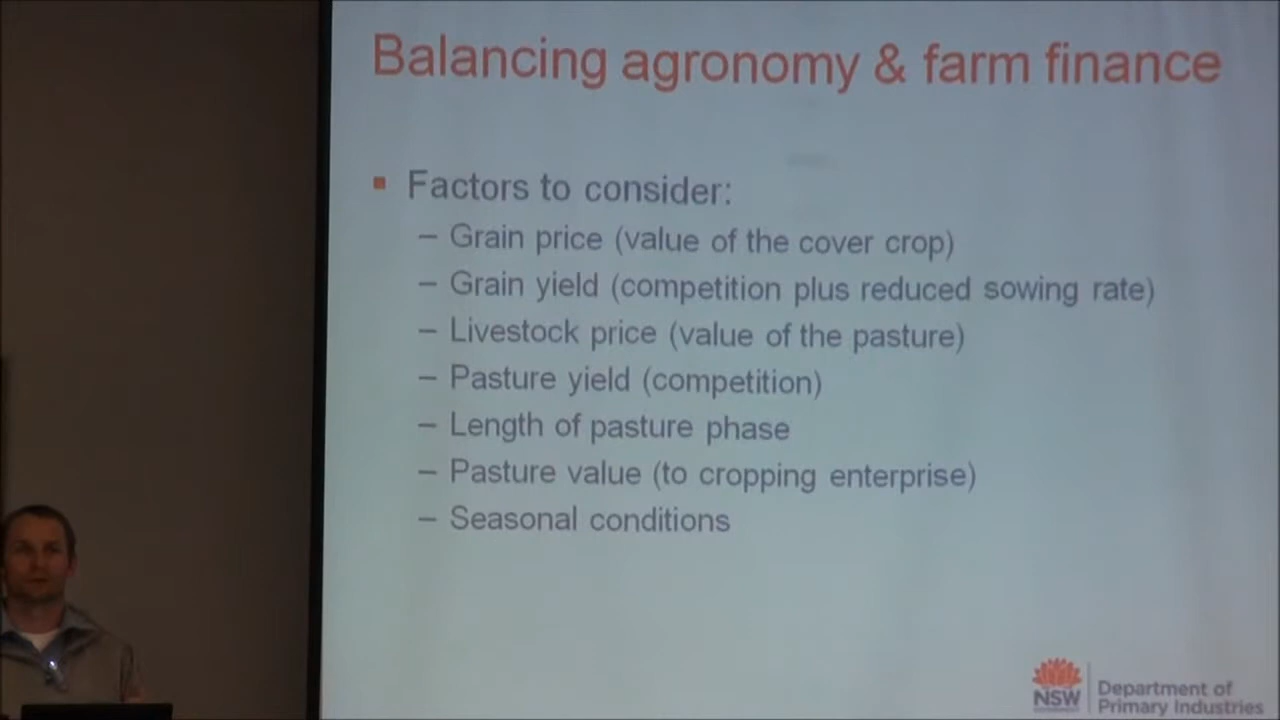 Balancing agronomy & farm finance
▪ Factors to consider:
– Grain price (value of the cover crop)
– Grain yield (competition plus reduced sowing rate)
– Livestock price (value of the pasture)
– Pasture yield (competition)
– Length of pasture phase
– Pasture value (to cropping enterprise)
– Seasonal conditions
NSW
Department of
Primary Industries